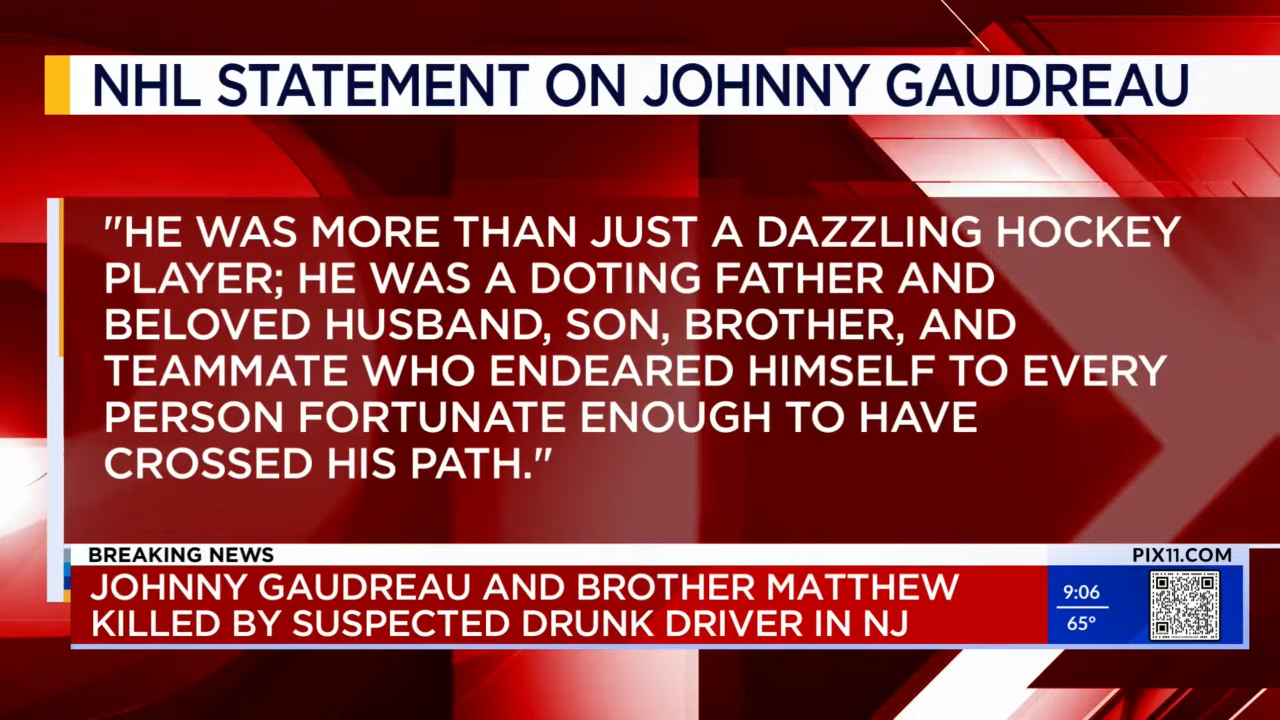 NHL STATEMENT ON JOHNNY GAUDREAU
"HE WAS MORE THAN JUST A DAZZLING HOCKEY
PLAYER; HE WAS A DOTING FATHER AND
BELOVED HUSBAND, SON, BROTHER, AND
TEAMMATE WHO ENDEARED HIMSELF TO EVERY
PERSON FORTUNATE ENOUGH TO HAVE
CROSSED HIS PATH."
BREAKING NEWS
PIX11.COM
JOHNNY GAUDREAU AND BROTHER MATTHEW
KILLED BY SUSPECTED DRUNK DRIVER IN NJ
9:06
65°